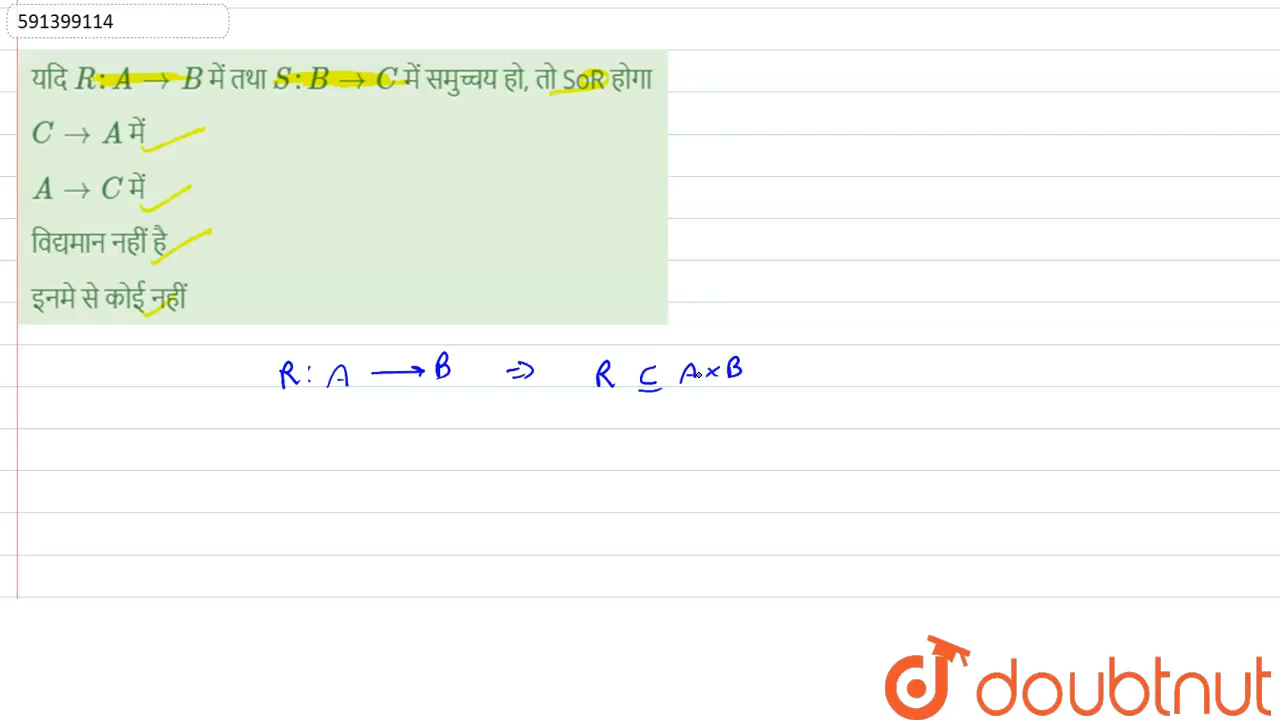 591399114
यदि R : A → B में तथा S : B → C में समुच्चय हो, तो SoR होगा
C → A में
A → C में
विद्यमान नहीं है
इनमे से कोई नहीं
R : A → B ⇒ R ⊆ A × B
doubtnut